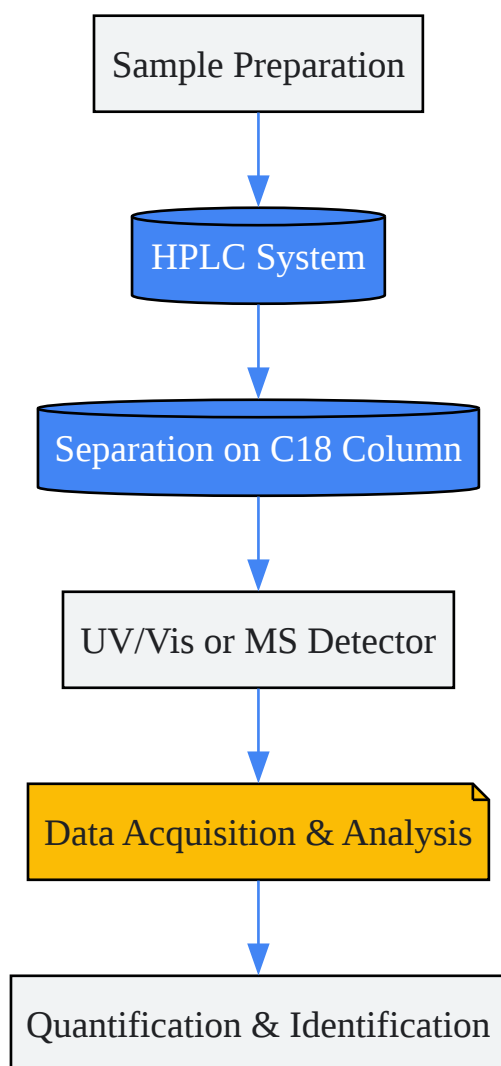 Sample Preparation
HPLC System
Separation on C18 Column
UV/Vis or MS Detector
Data Acquisition & Analysis
Quantification & Identification